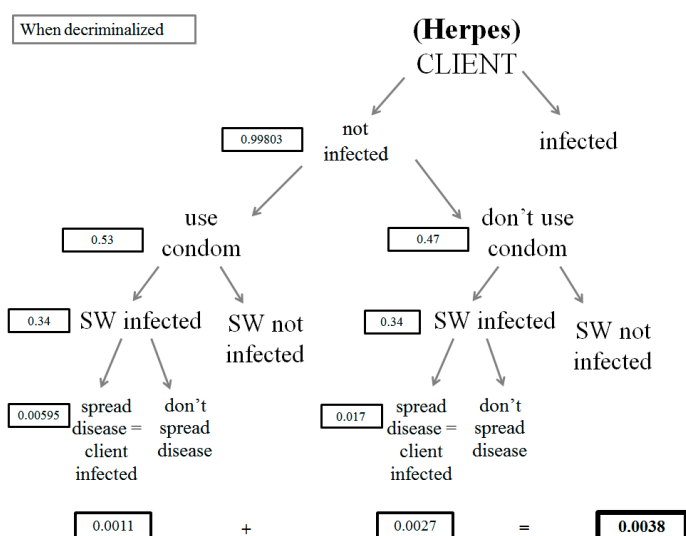 When decriminalized
(Herpes)
CLIENT
0.99803
not
infected
infected
0.53
use
condom
0.47
don't use
condom
0.34
SW infected
SW not
infected
0.34
SW infected
SW not
infected
0.00595
spread
disease =
client
infected
don't
spread
disease
0.017
spread
disease =
client
infected
don't
spread
disease
0.0011
+
0.0027
=
0.0038